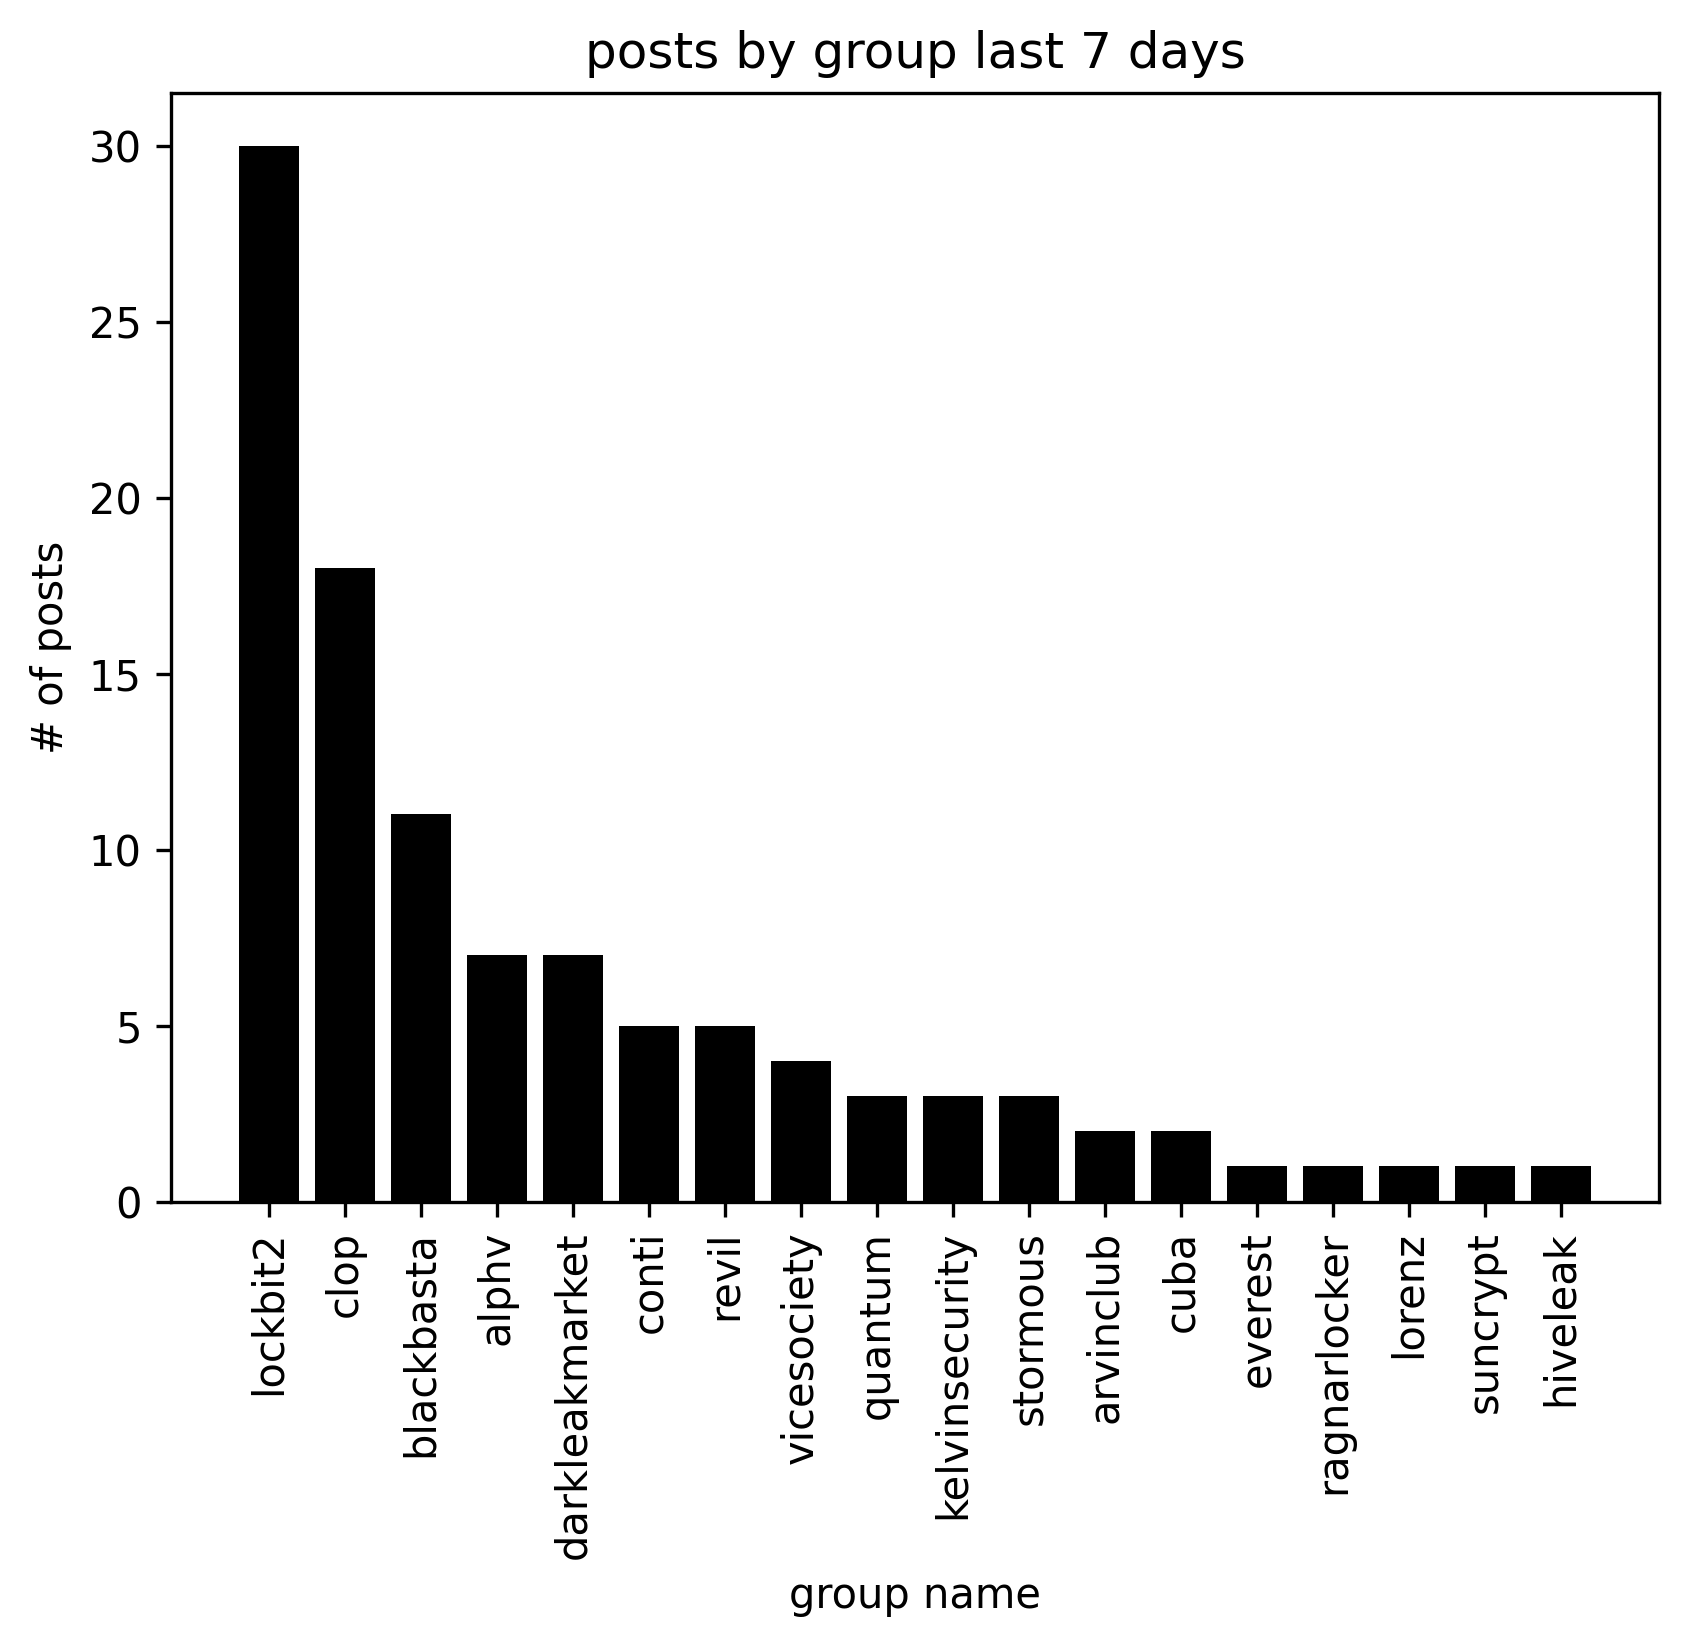 posts by group last 7 days
# of posts
30
25
20
15
10
5
0
lockbit2
clop
blackbasta
alphv
darkleakmarket
conti
revil
vicesociety
quantum
kelvinsecurity
stormous
arvinclub
cuba
everest
ragnarlocker
lorenz
suncrypt
hiveleak
group name